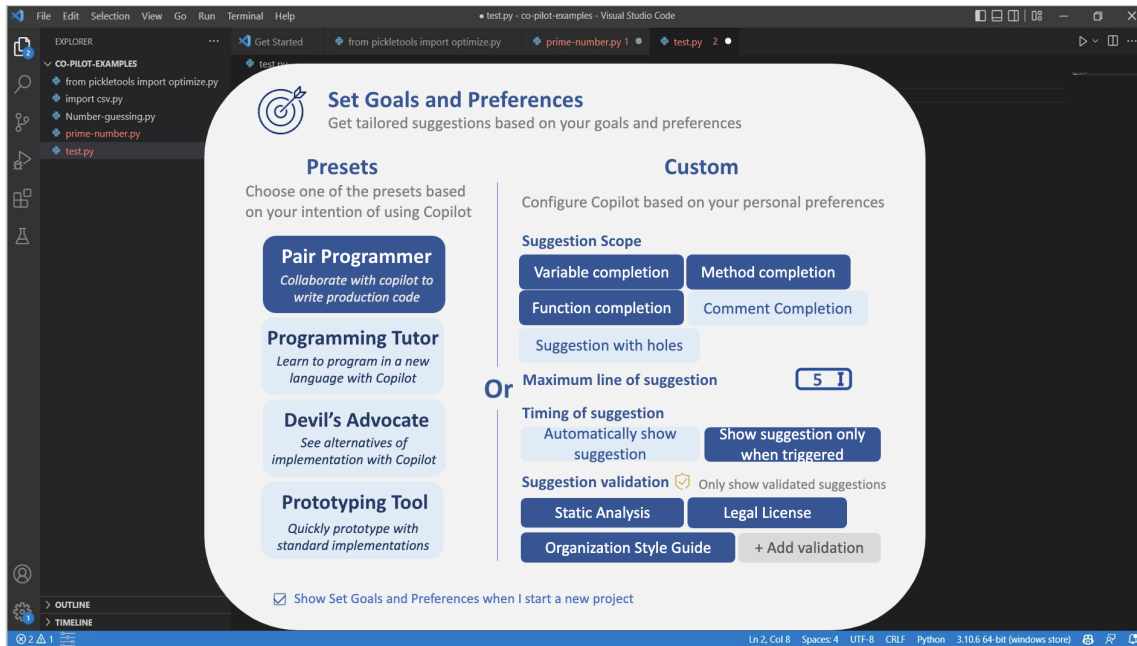 File Edit Selection View Go Run Terminal Help
• test.py - co-pilot-examples - Visual Studio Code
EXPLORER
CO-PILOT-EXAMPLES
from pickletools import optimize.py
import csv.py
Number-guessing.py
prime-number.py
test.py
OUTLINE
TIMELINE
Get Started
from pickletools import optimize.py
prime-number.py 1
test.py 2
test.py
Set Goals and Preferences
Get tailored suggestions based on your goals and preferences
Presets
Choose one of the presets based
on your intention of using Copilot
Pair Programmer
Collaborate with copilot to
write production code
Programming Tutor
Learn to program in a new
language with Copilot
Devil's Advocate
See alternatives of
implementation with Copilot
Prototyping Tool
Quickly prototype with
standard implementations
Or
Custom
Configure Copilot based on your personal preferences
Suggestion Scope
Variable completion
Method completion
Function completion
Comment Completion
Suggestion with holes
Maximum line of suggestion
5
Timing of suggestion
Automatically show
suggestion
Show suggestion only
when triggered
Suggestion validation
Only show validated suggestions
Static Analysis
Legal License
Organization Style Guide
+ Add validation
Show Set Goals and Preferences when I start a new project
2
1
2 1
Ln 2, Col 8 Spaces: 4 UTF-8 CRLF Python 3.10.6 64-bit (windows store)